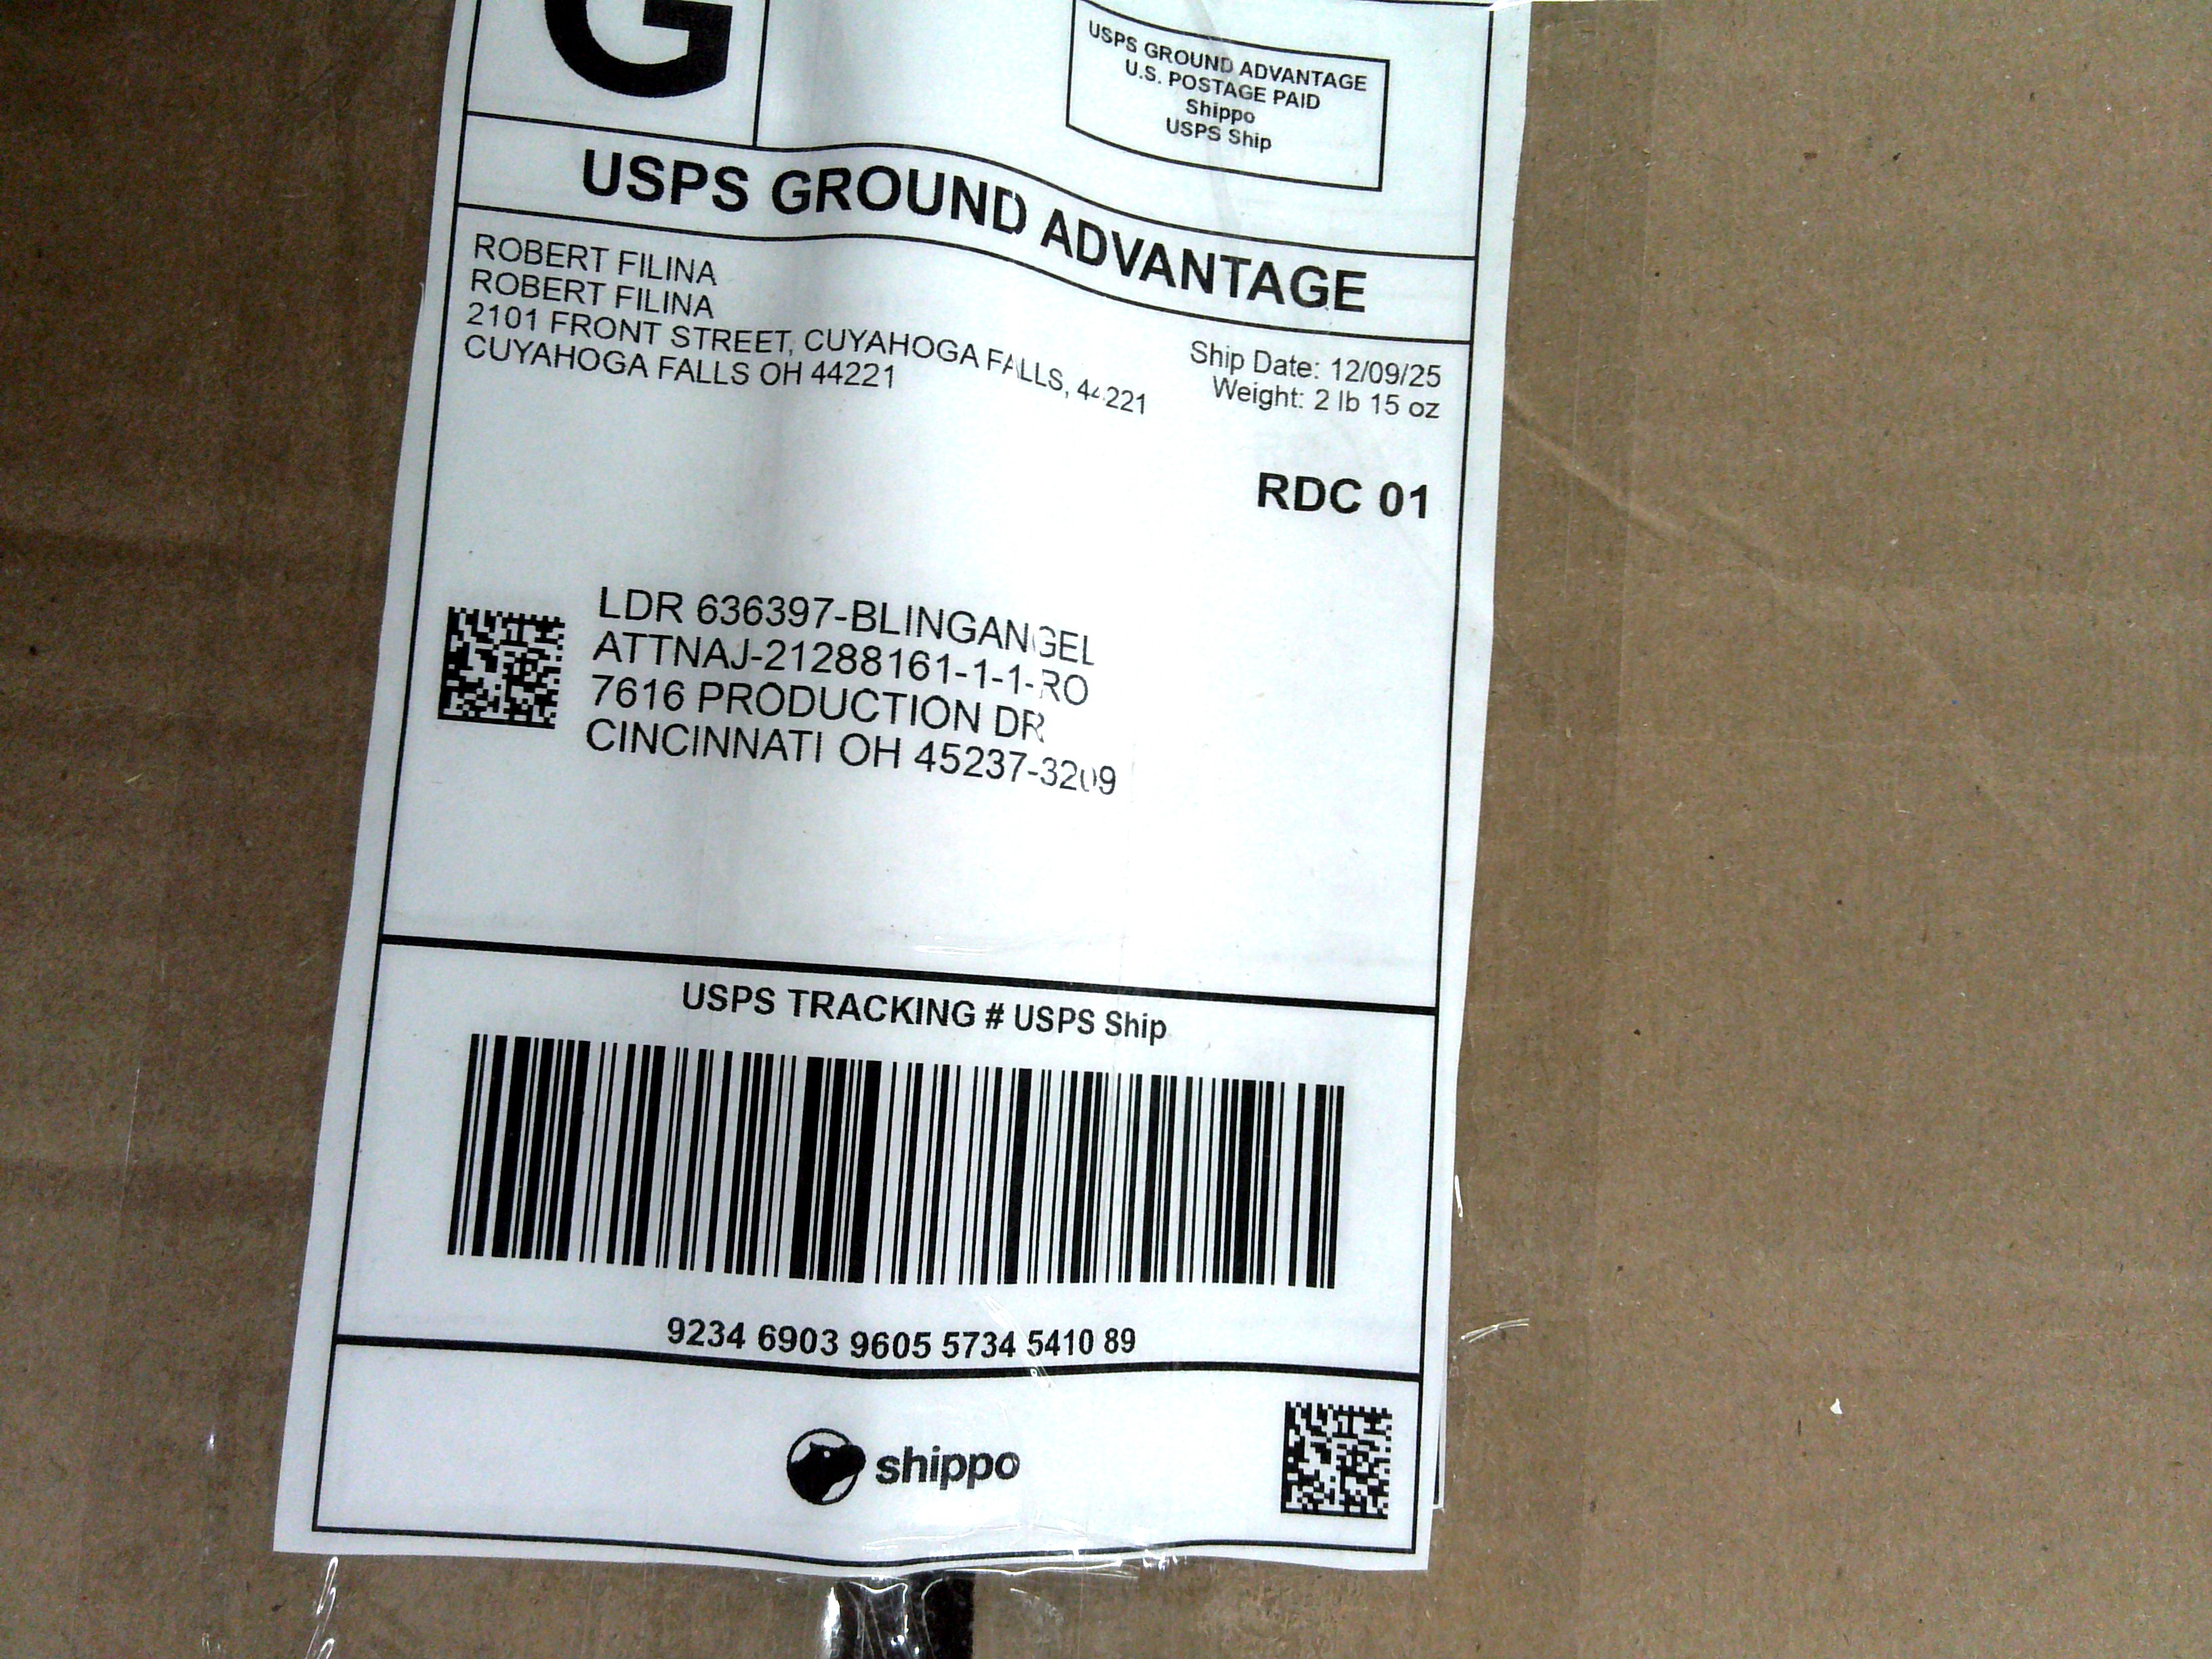 G
USPS GROUND ADVANTAGE
U.S. POSTAGE PAID
Shippo
USPS Ship
USPS GROUND ADVANTAGE
ROBERT FILINA
ROBERT FILINA
2101 FRONT STREET, CUYAHOGA FALLS, 44221
CUYAHOGA FALLS OH 44221
Ship Date: 12/09/25
Weight: 2 lb 15 oz
RDC 01
LDR 636397-BLINGANGEL
ATTNAJ-21288161-1-1-RO
7616 PRODUCTION DR
CINCINNATI OH 45237-3209
USPS TRACKING # USPS Ship
9234 6903 9605 5734 5410 89
shippo